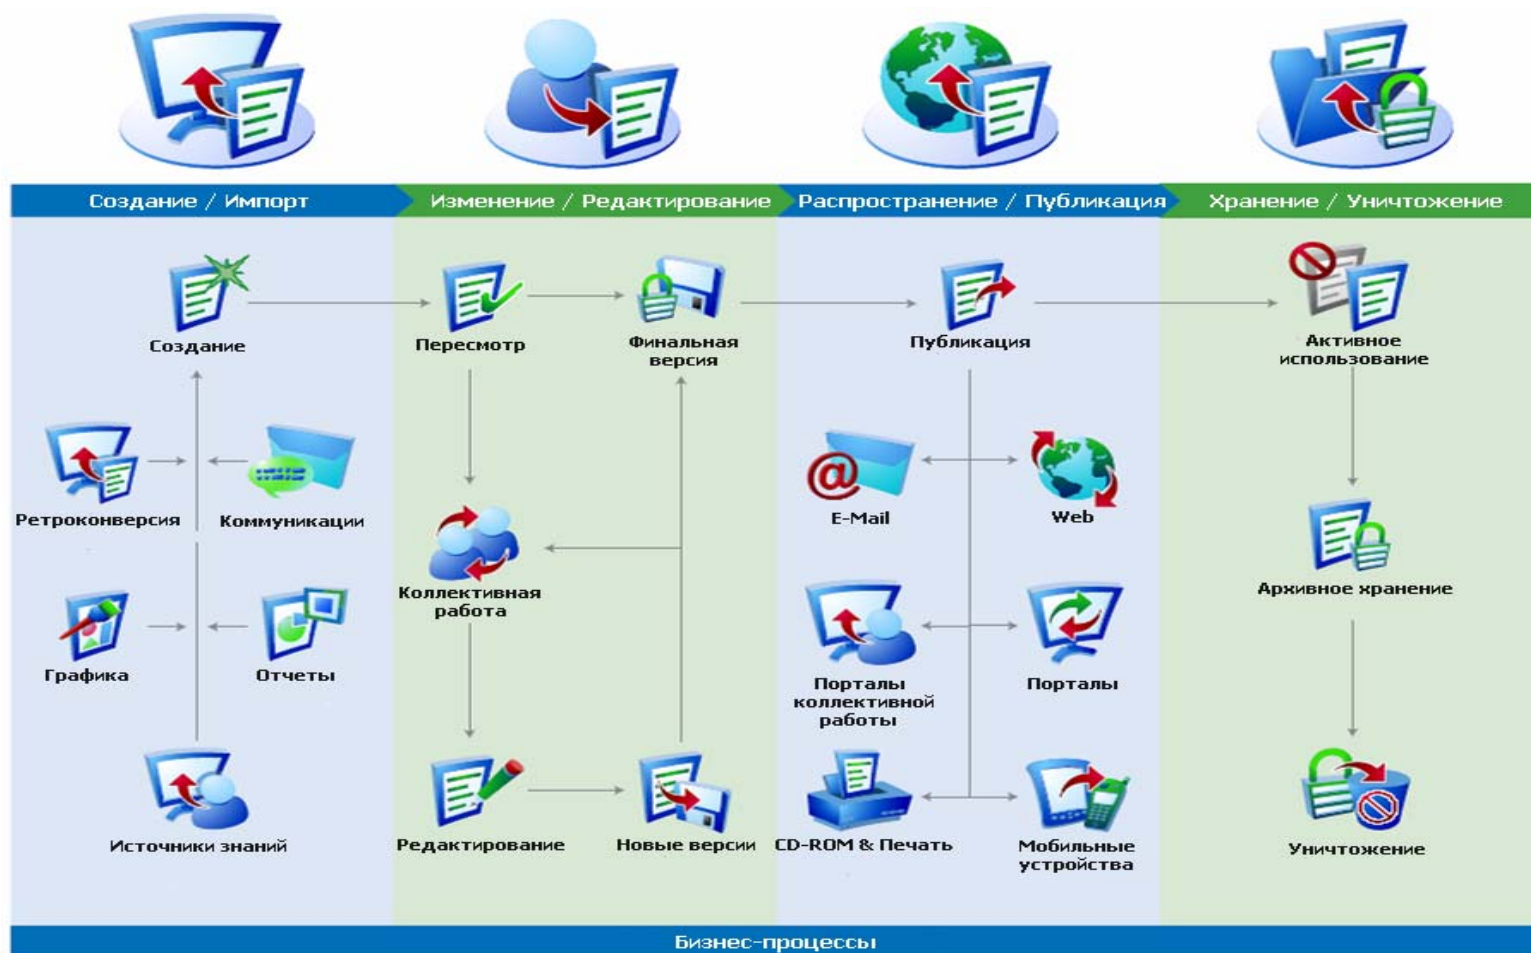 Создание / Импорт
Изменение / Редактирование
Распространение / Публикация
Хранение / Уничтожение
Создание
Ретроконверсия
Коммуникации
Графика
Отчеты
Источники знаний
Пересмотр
Финальная
версия
Коллективная
работа
Редактирование
Новые версии
Публикация
E-Mail
Web
Порталы
коллективной
работы
Порталы
CD-ROM & Печать
Мобильные
устройства
Активное
использование
Архивное хранение
Уничтожение
Бизнес-процессы